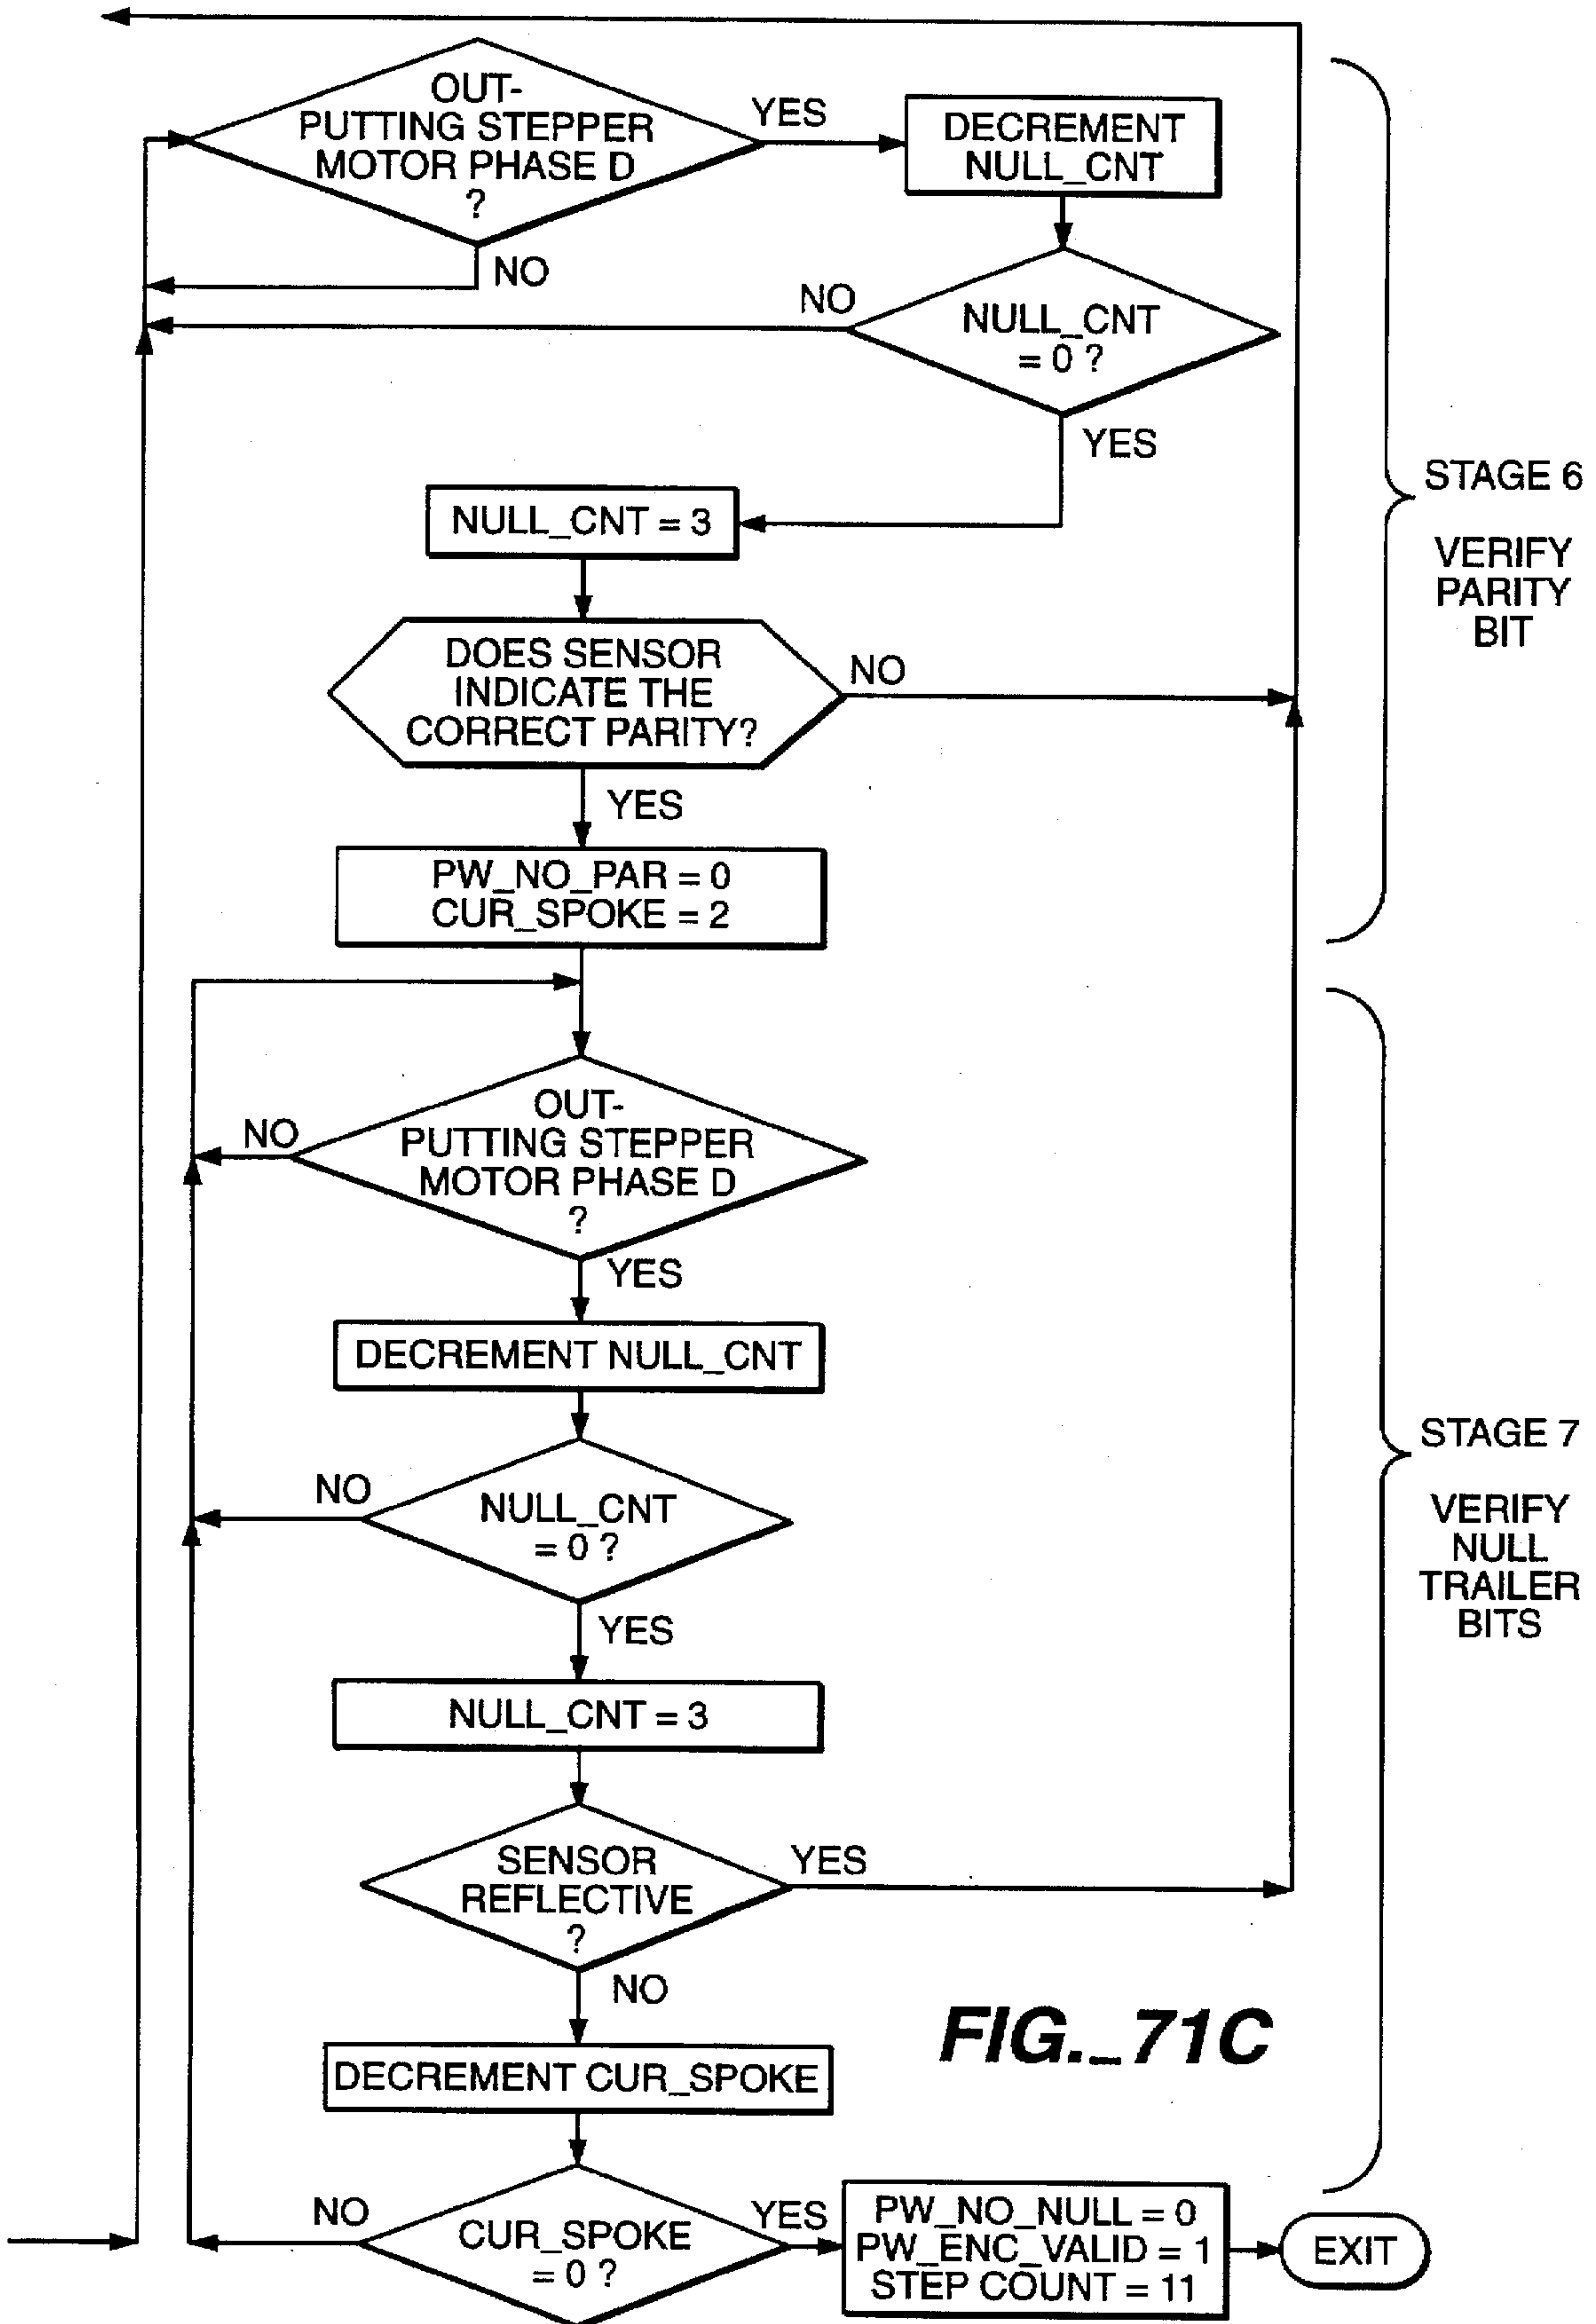 OUT-
PUTTING STEPPER
MOTOR PHASE D
?
YES
DECREMENT
NULL_CNT
NO
NO
NULL_CNT
= 0 ?
YES
NULL_CNT = 3
STAGE 6
VERIFY
PARITY
BIT
DOES SENSOR
INDICATE THE
CORRECT PARITY?
NO
YES
PW_NO_PAR = 0
CUR_SPOKE = 2
OUT-
PUTTING STEPPER
MOTOR PHASE D
?
NO
YES
DECREMENT NULL_CNT
NO
NULL_CNT
= 0 ?
YES
STAGE 7
VERIFY
NULL
TRAILER
BITS
NULL_CNT = 3
SENSOR
REFLECTIVE
?
YES
NO
FIG._71C
DECREMENT CUR_SPOKE
NO
CUR_SPOKE
= 0 ?
YES
PW_NO_NULL = 0
PW_ENC_VALID = 1
STEP COUNT = 11
EXIT